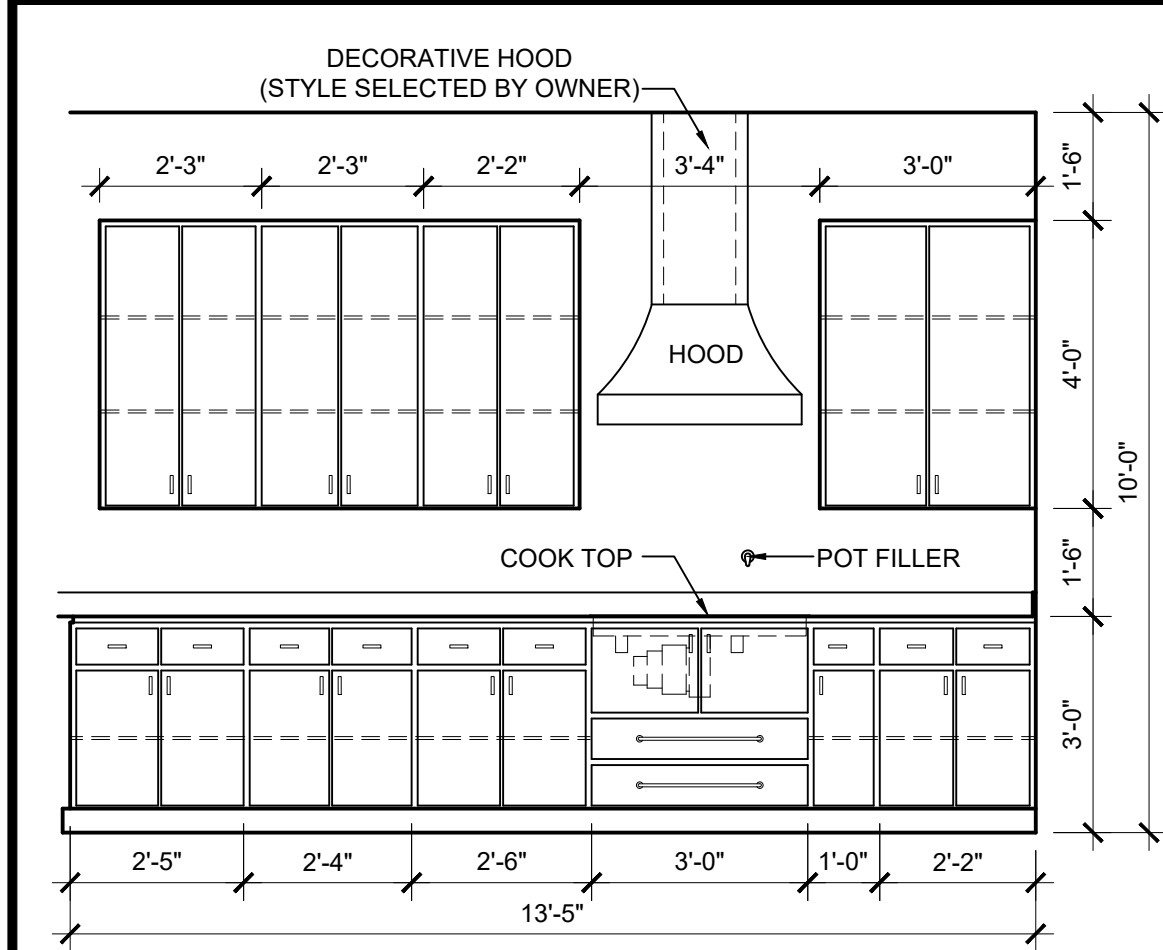 DECORATIVE HOOD
(STYLE SELECTED BY OWNER)
2'-3" 2'-3" 2'-2" 3'-4" 3'-0"
1'-6"
HOOD
4'-0"
10'-0"
COOK TOP
POT FILLER
1'-6"
3'-0"
2'-5" 2'-4" 2'-6" 3'-0" 1'-0" 2'-2"
13'-5"